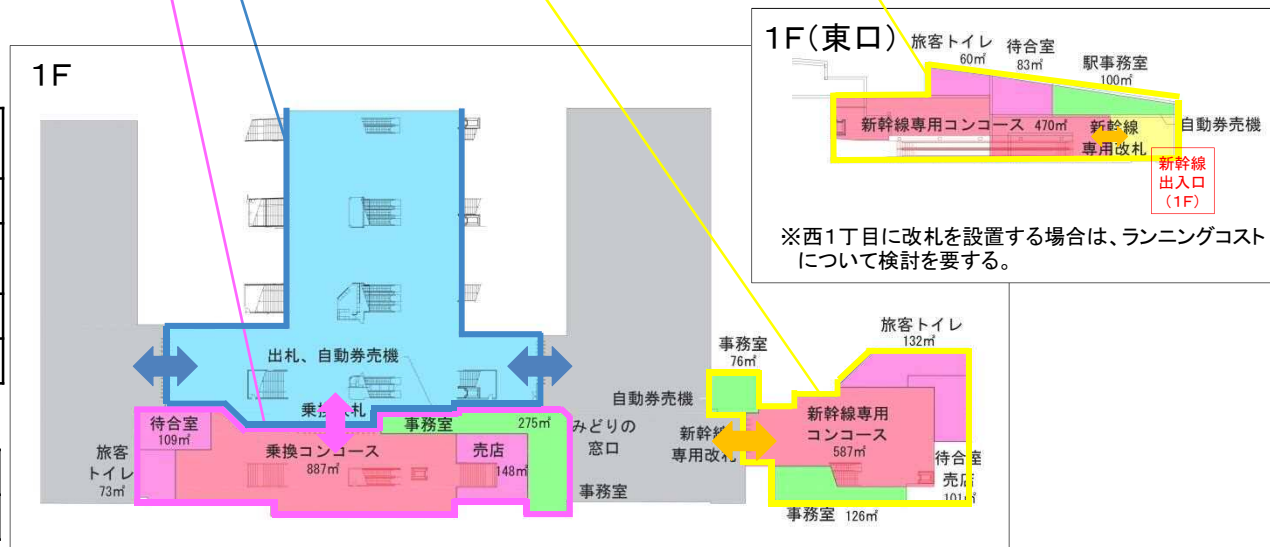 1F(東口)
旅客トイレ
60㎡
待合室
83㎡
駅事務室
100㎡
新幹線専用コンコース 470㎡
新幹線
専用改札
自動券売機
新幹線
出入口
(1F)
※西1丁目に改札を設置する場合は、ランニングコスト
について検討を要する。
1F
出札、自動券売機
待合室
109㎡
旅客
トイレ
73㎡
乗換コンコース
887㎡
事務室
275㎡
売店
148㎡
みどりの
窓口
事務室
事務室
76㎡
自動券売機
新幹線
専用改札
旅客トイレ
132㎡
新幹線専用
コンコース
587㎡
待合室
売店
101㎡
事務室 126㎡